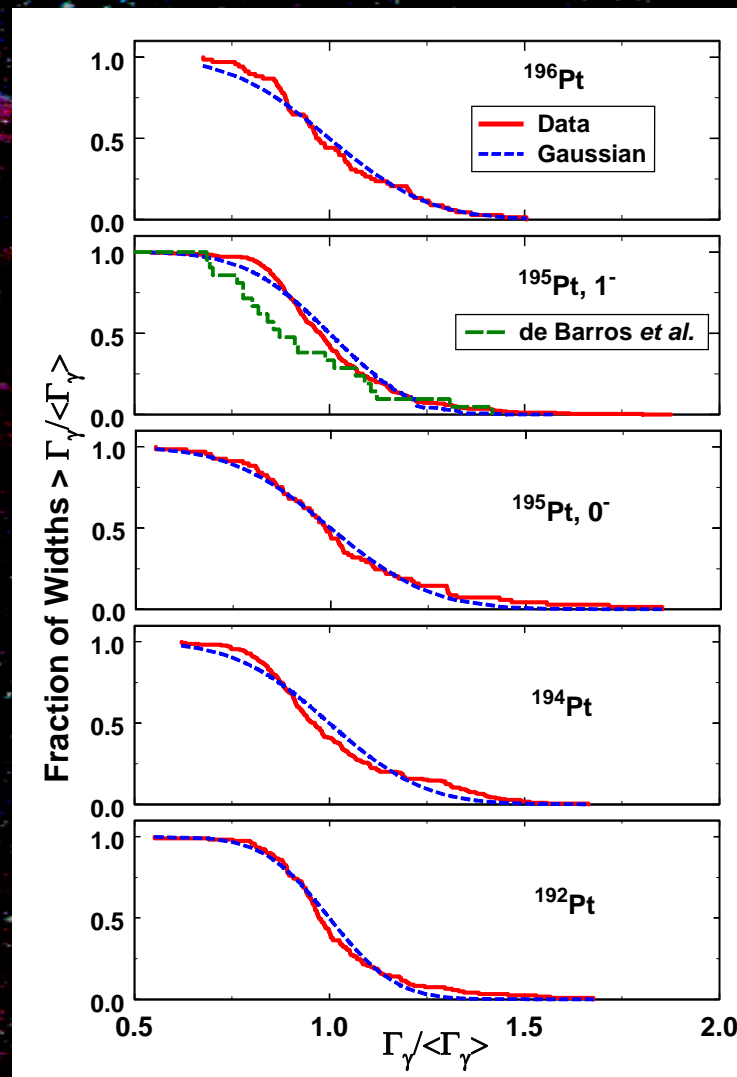 Fraction of Widths > Γγ/<Γγ>
1.0
0.5
0.0
¹⁹⁶Pt
Data
Gaussian
1.0
0.5
0.0
¹⁹⁵Pt, 1⁻
de Barros et al.
1.0
0.5
0.0
¹⁹⁵Pt, 0⁻
1.0
0.5
0.0
¹⁹⁴Pt
1.0
0.5
0.0
¹⁹²Pt
0.5 1.0 1.5 2.0
Γγ/<Γγ>